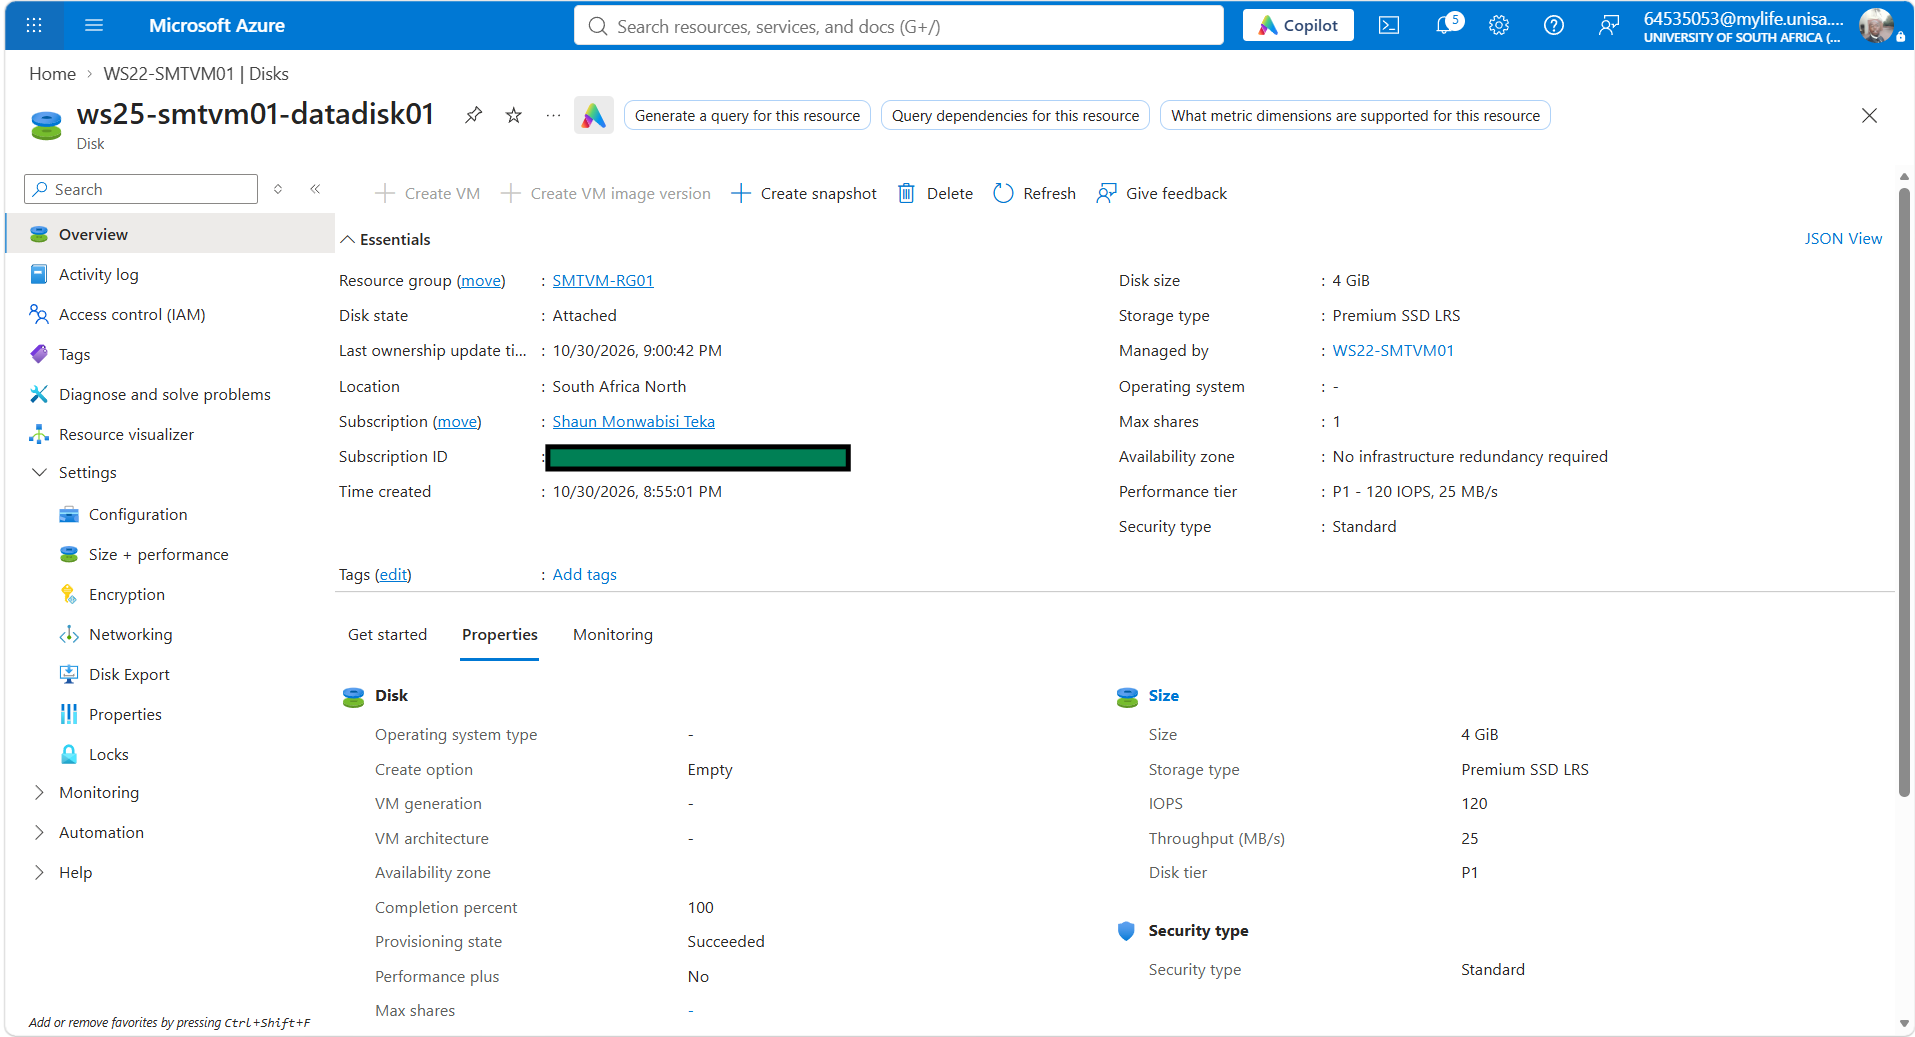 Microsoft Azure
Search resources, services, and docs (G+/)
Copilot
5
64535053@mylife.unisa....
UNIVERSITY OF SOUTH AFRICA (...
Home > WS22-SMTVM01 | Disks
ws25-smtvm01-datadisk01
Disk
Generate a query for this resource
Query dependencies for this resource
What metric dimensions are supported for this resource
Search
Create VM
Create VM image version
Create snapshot
Delete
Refresh
Give feedback
Overview
Activity log
Access control (IAM)
Tags
Diagnose and solve problems
Resource visualizer
Settings
Configuration
Size + performance
Encryption
Networking
Disk Export
Properties
Locks
Monitoring
Automation
Help
Add or remove favorites by pressing Ctrl+Shift+F
Essentials
JSON View
Resource group (move) : SMTVM-RG01
Disk state : Attached
Last ownership update ti... : 10/30/2026, 9:00:42 PM
Location : South Africa North
Subscription (move) : Shaun Monwabisi Teka
Subscription ID :
Time created : 10/30/2026, 8:55:01 PM
Disk size : 4 GiB
Storage type : Premium SSD LRS
Managed by : WS22-SMTVM01
Operating system : -
Max shares : 1
Availability zone : No infrastructure redundancy required
Performance tier : P1 - 120 IOPS, 25 MB/s
Security type : Standard
Tags (edit) : Add tags
Get started
Properties
Monitoring
Disk
Operating system type -
Create option Empty
VM generation -
VM architecture -
Availability zone
Completion percent 100
Provisioning state Succeeded
Performance plus No
Max shares -
Size
Size 4 GiB
Storage type Premium SSD LRS
IOPS 120
Throughput (MB/s) 25
Disk tier P1
Security type
Security type Standard